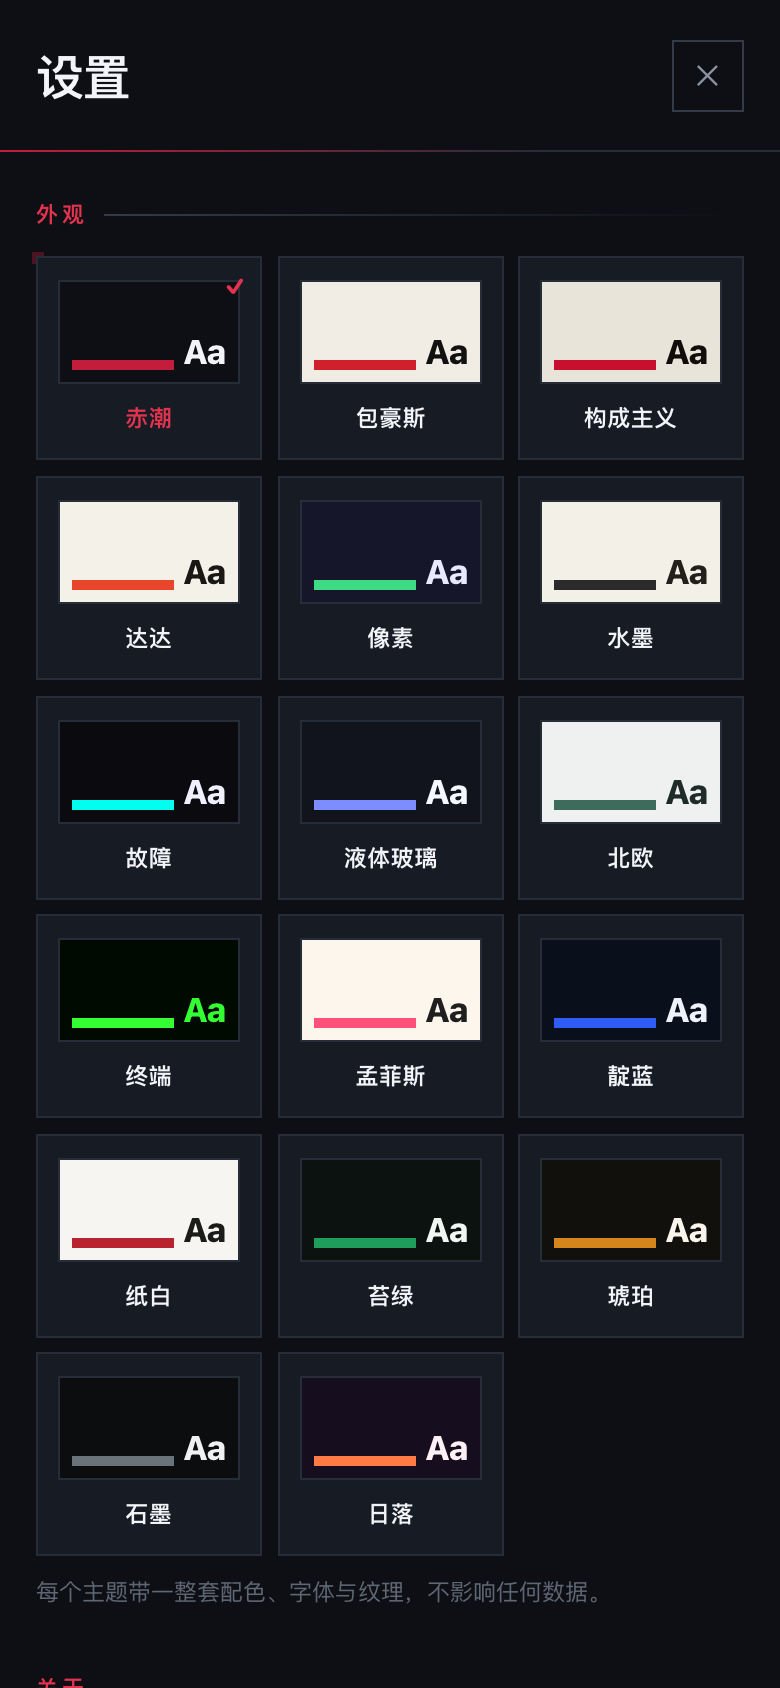 设置
外观
Aa Aa Aa
赤潮 包豪斯 构成主义
Aa Aa Aa
达达 像素 水墨
Aa Aa Aa
故障 液体玻璃 北欧
Aa Aa Aa
终端 孟菲斯 靛蓝
Aa Aa Aa
纸白 苔绿 琥珀
Aa Aa
石墨 日落
每个主题带一整套配色、字体与纹理，不影响任何数据。